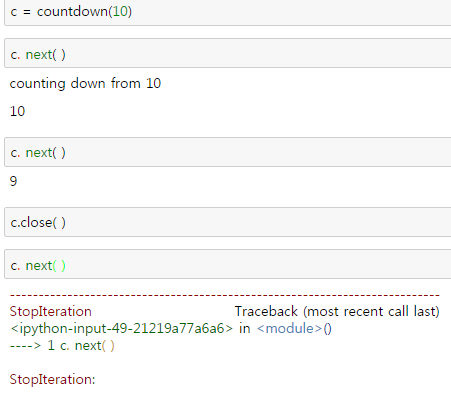 c = countdown(10)
c. next( )
counting down from 10
10
c. next( )
9
c.close( )
c. next( )
---------------------------------------------------------------------------
StopIteration Traceback (most recent call last)
<ipython-input-49-21219a77a6a6> in <module>()
----> 1 c. next( )
StopIteration: